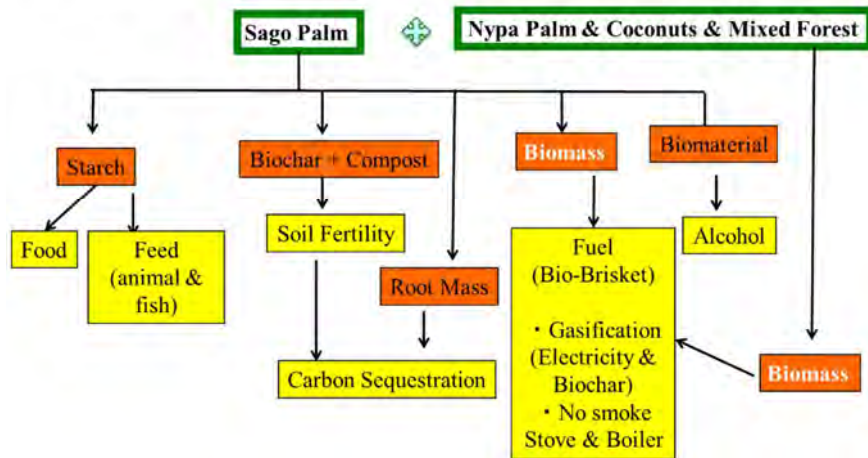 Sago Palm
Nypa Palm & Coconuts & Mixed Forest
Starch
Biochar + Compost
Biomass
Biomaterial
Food
Feed
(animal &
fish)
Soil Fertility
Root Mass
Carbon Sequestration
Fuel
(Bio-Brisket)
・Gasification
(Electricity &
Biochar)
・No smoke
Stove & Boiler
Alcohol
Biomass